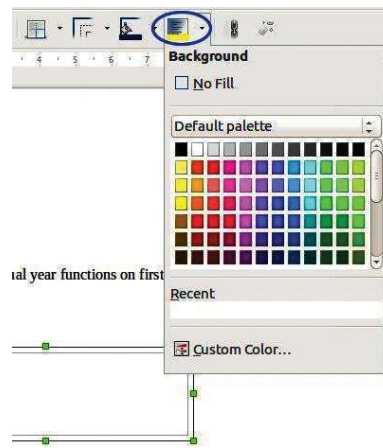 4 5 6 7
Background
No Fill
Default palette
ual year functions on first
Recent
Custom Color...